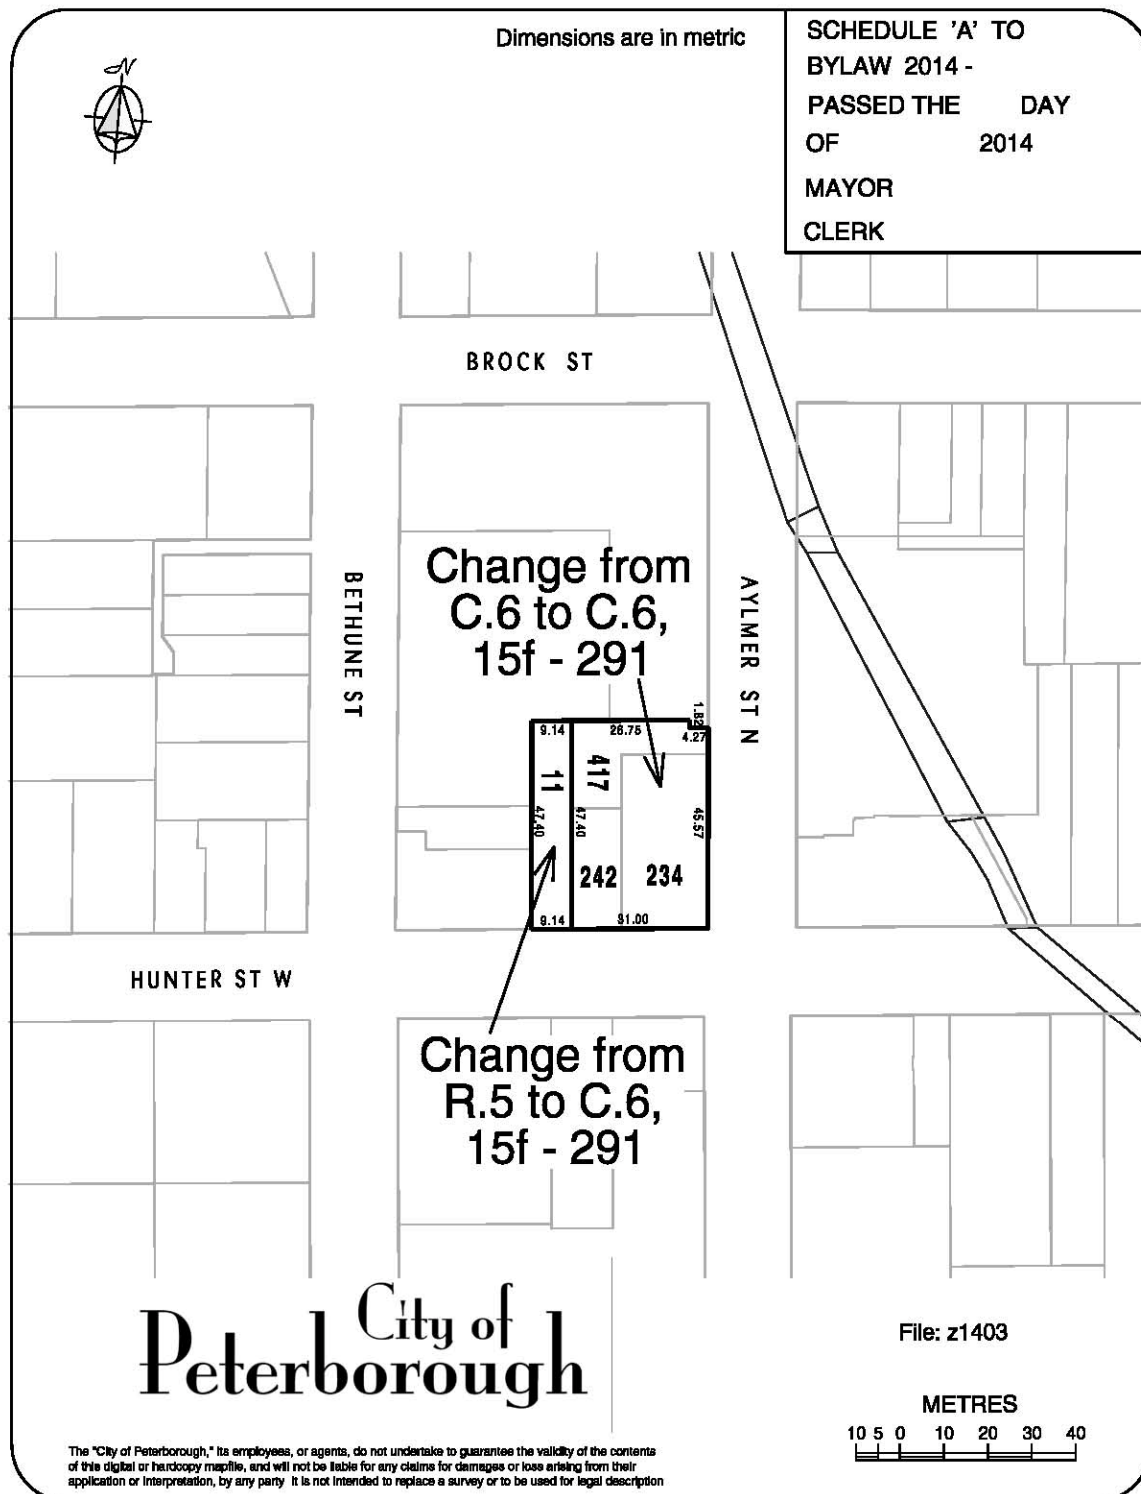 Dimensions are in metric
SCHEDULE 'A' TO
BYLAW 2014 -
PASSED THE DAY
OF 2014
MAYOR
CLERK
N
BROCK ST
BETHUNE ST
AYLMER ST N
Change from
C.6 to C.6,
15f - 291
1.82
9.14
26.75
4.27
11
417
47.40
47.40
45.57
242
234
9.14
31.00
HUNTER ST W
Change from
R.5 to C.6,
15f - 291
City of
Peterborough
File: z1403
METRES
10 5 0 10 20 30 40
The "City of Peterborough," its employees, or agents, do not undertake to guarantee the validity of the contents
of this digital or hardcopy mapfile, and will not be liable for any claims for damages or loss arising from their
application or interpretation, by any party It is not intended to replace a survey or to be used for legal description